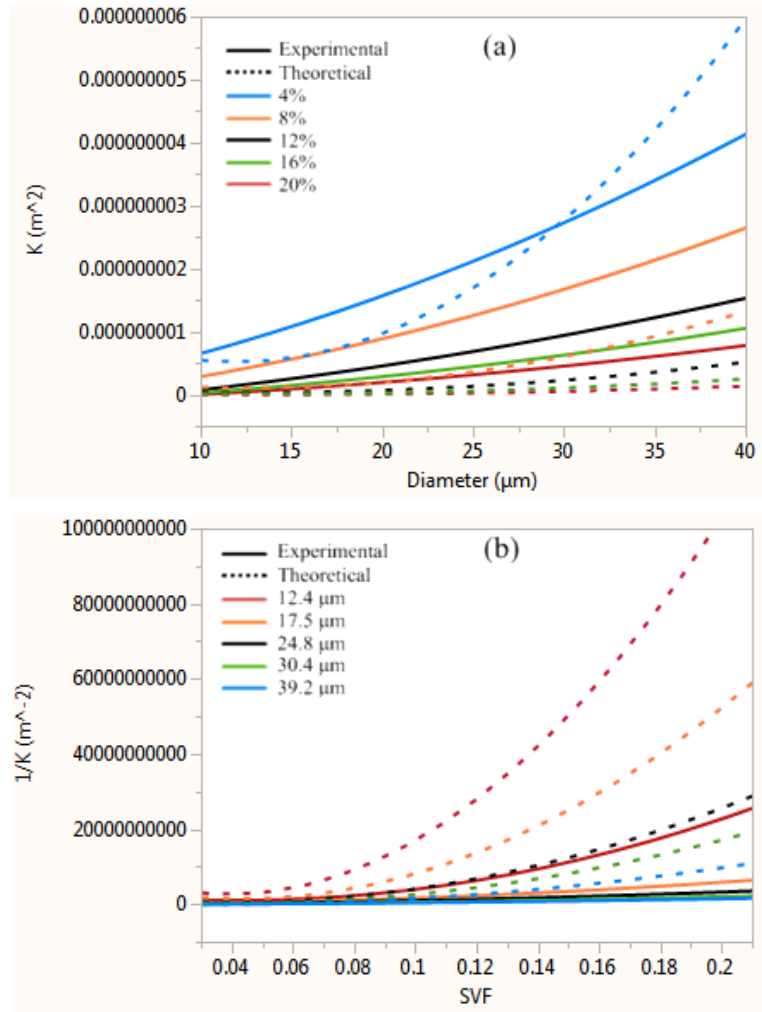 0.000000006
0.000000005
0.000000004
0.000000003
0.000000002
0.000000001
0
K (m^2)
(a)
Experimental
Theoretical
4%
8%
12%
16%
20%
10 15 20 25 30 35 40
Diameter (μm)
100000000000
80000000000
60000000000
40000000000
20000000000
0
1/K (m^-2)
(b)
Experimental
Theoretical
12.4 μm
17.5 μm
24.8 μm
30.4 μm
39.2 μm
0.04 0.06 0.08 0.1 0.12 0.14 0.16 0.18 0.2
SVF